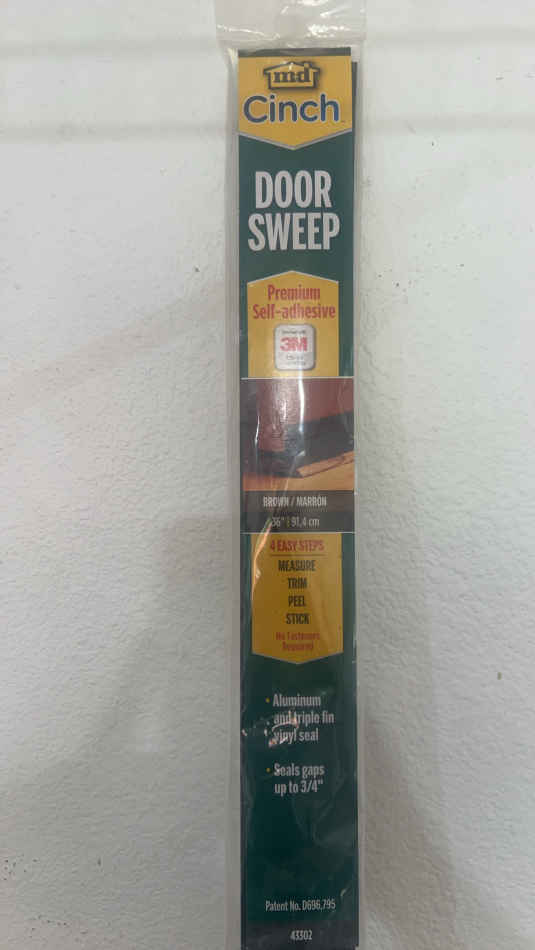 md
Cinch
DOOR
SWEEP
Premium
Self-adhesive
3M
BROWN / MARRÓN
36" | 91,4 cm
4 EASY STEPS
MEASURE
TRIM
PEEL
STICK
No Fasteners
Required
• Aluminum
and triple fin
vinyl seal
• Seals gaps
up to 3/4"
Patent No. D696,795
43302